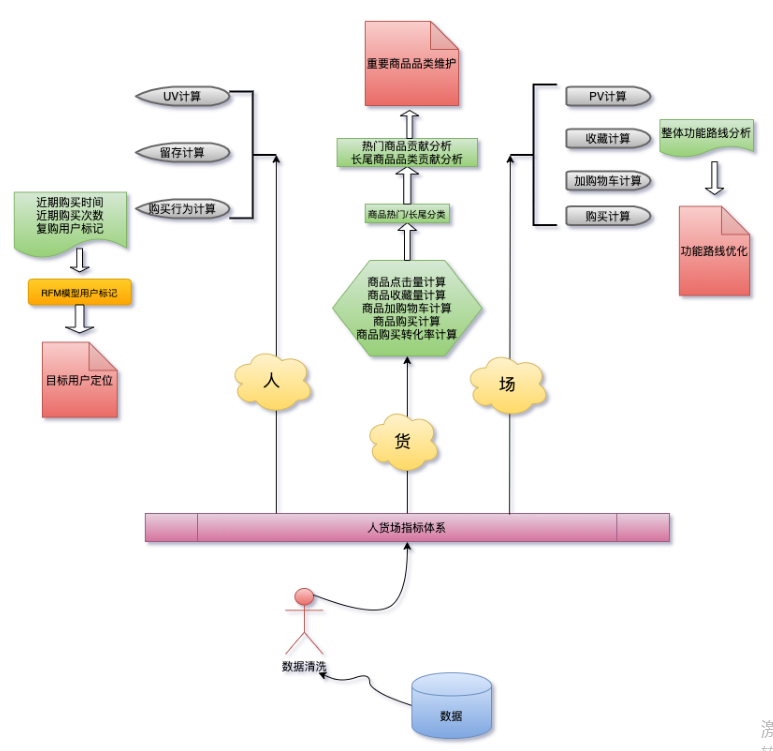 重要商品品类维护
热门商品贡献分析
长尾商品品类贡献分析
商品热门/长尾分类
商品点击量计算
商品收藏量计算
商品加购物车计算
商品购买计算
商品购买转化率计算
UV计算
留存计算
购买行为计算
近期购买时间
近期购买次数
复购用户标记
RFM模型用户标记
目标用户定位
PV计算
收藏计算
加购物车计算
购买计算
整体功能路线分析
功能路线优化
人
货
场
人货场指标体系
数据清洗
数据